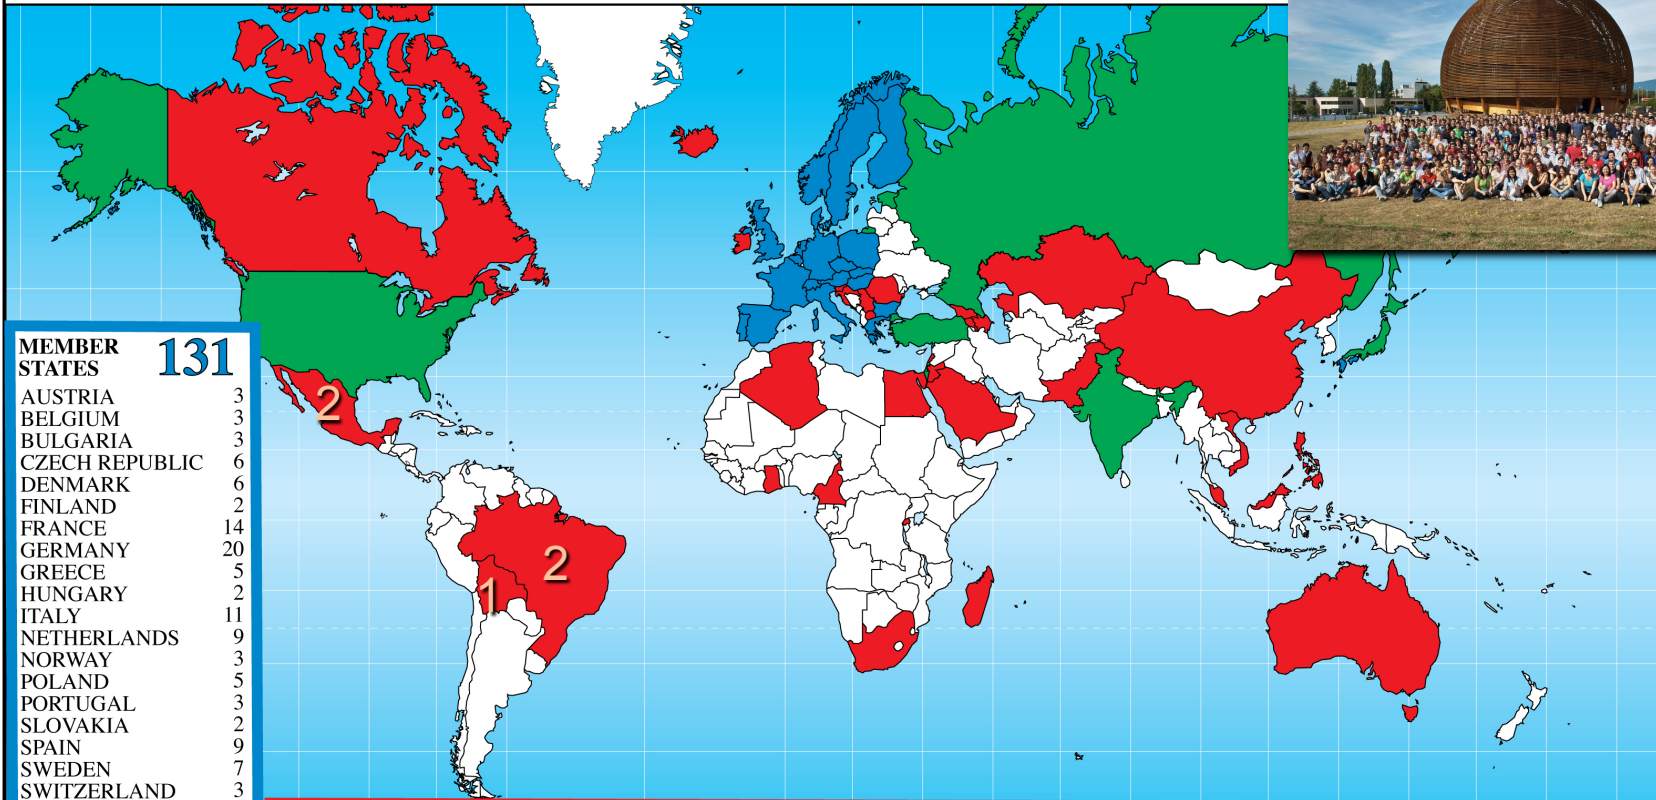 MEMBER
STATES 131
AUSTRIA 3
BELGIUM 3
BULGARIA 3
CZECH REPUBLIC 6
DENMARK 6
FINLAND 2
FRANCE 14
GERMANY 20
GREECE 5
HUNGARY 2
ITALY 11
NETHERLANDS 9
NORWAY 3
POLAND 5
PORTUGAL 3
SLOVAKIA 2
SPAIN 9
SWEDEN 7
SWITZERLAND 3
2
2
1